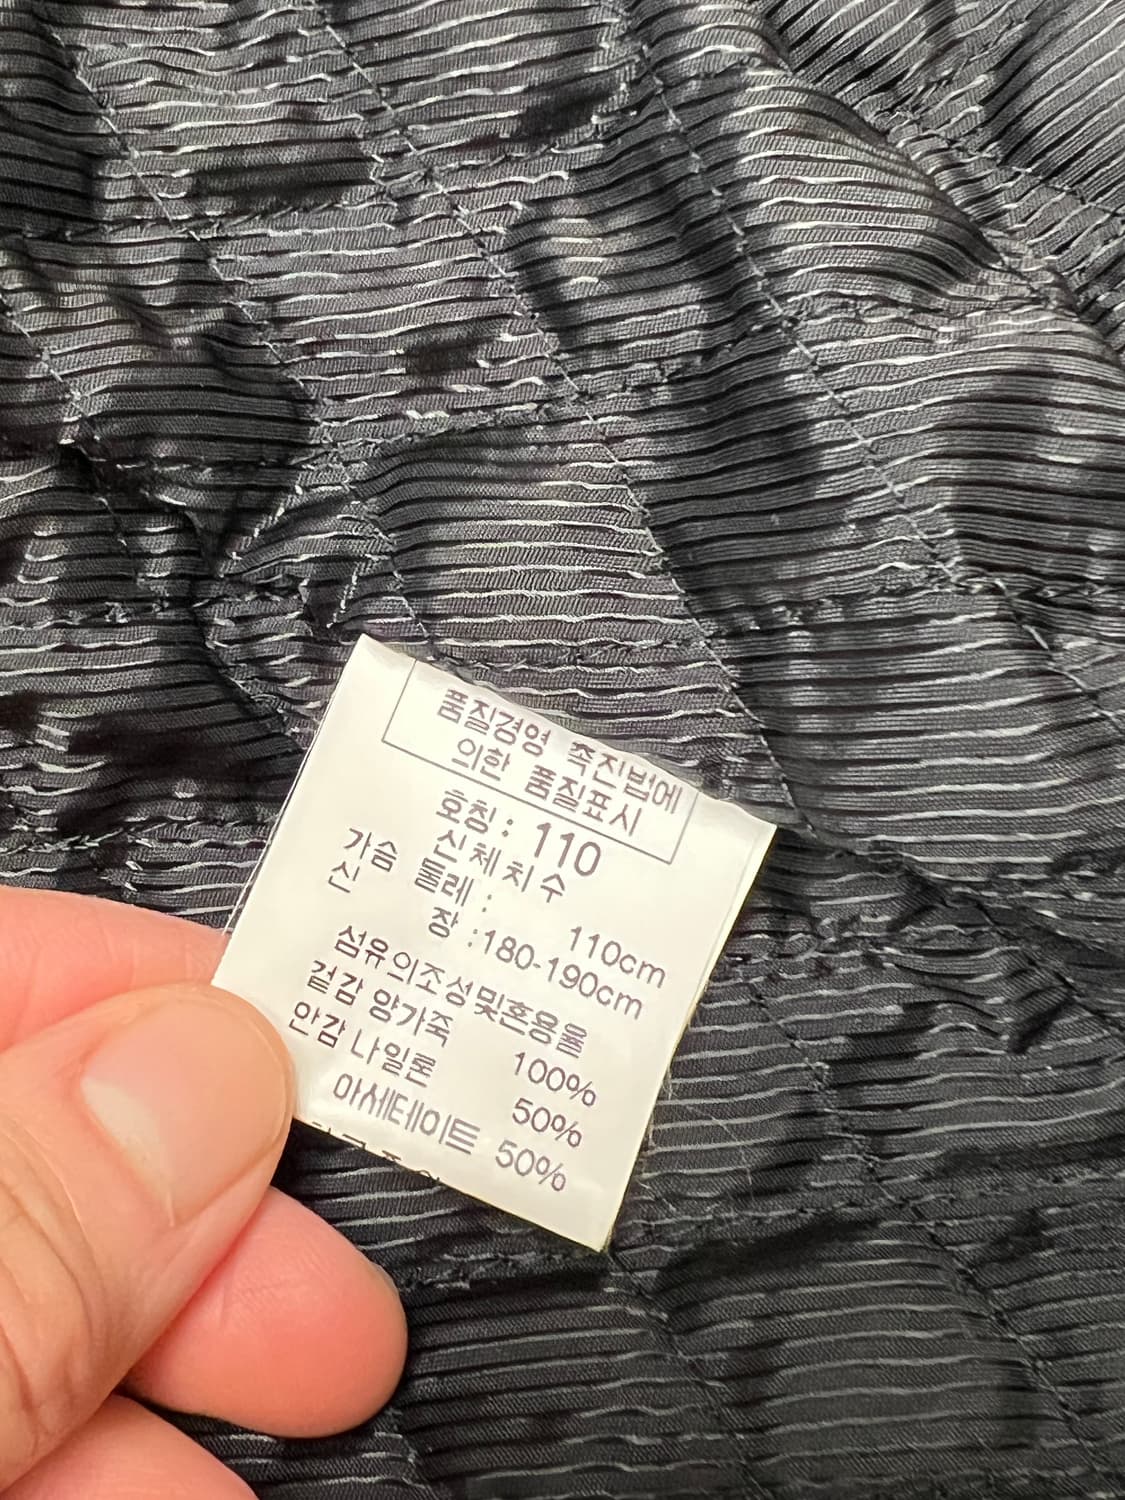 품질경영 촉진법에
의한 품질표시
호칭 : 110
신체치수
가슴 둘레 : 110cm
신 장 : 180-190cm
섬유의조성및혼용율
겉감 양가죽 100%
안감 나일론 50%
아세테이트 50%